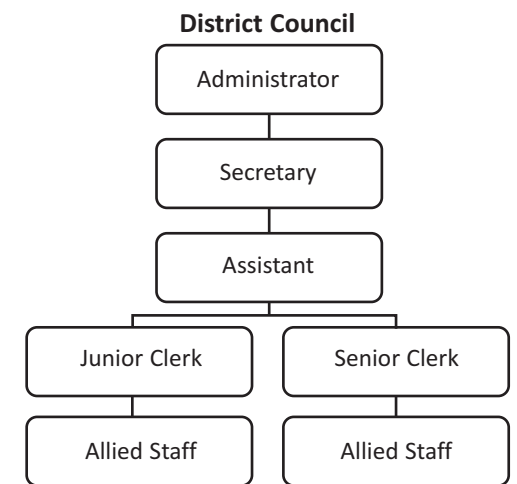 District Council
Administrator
Secretary
Assistant
Junior Clerk
Senior Clerk
Allied Staff
Allied Staff